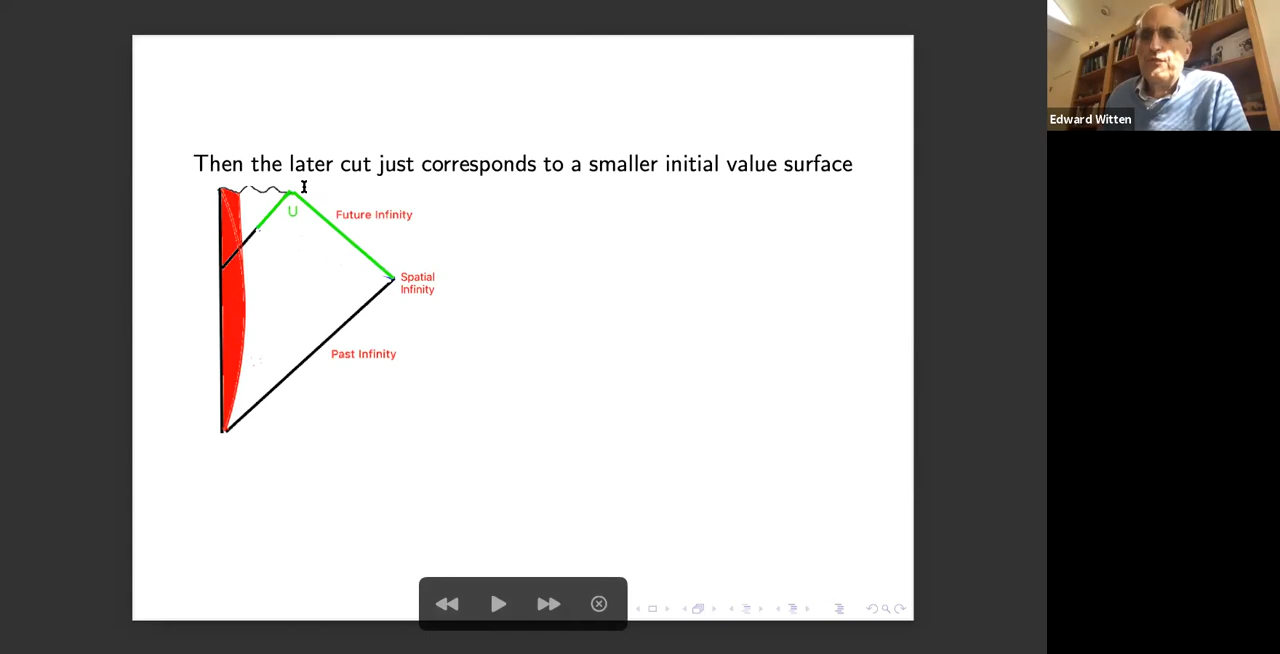 Then the later cut just corresponds to a smaller initial value surface
U
Future Infinity
Spatial
Infinity
Past Infinity
Edward Witten